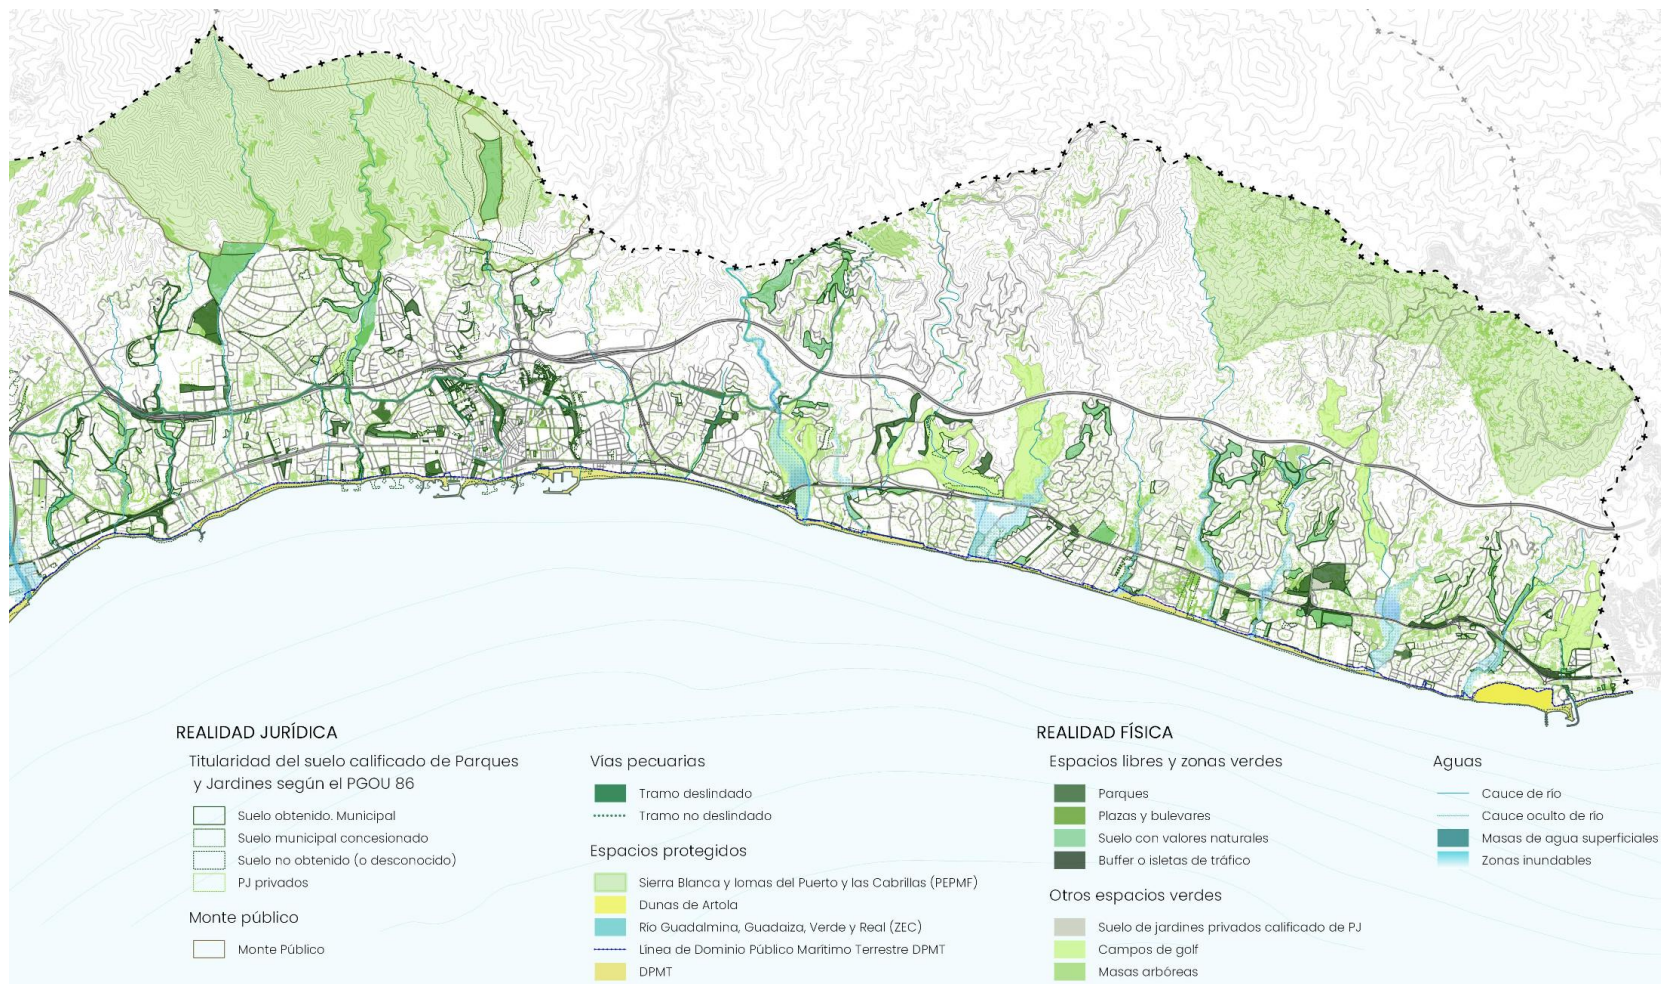 REALIDAD JURÍDICA
Titularidad del suelo calificado de Parques
y Jardines según el PGOU 86
Suelo obtenido. Municipal
Suelo municipal concesionado
Suelo no obtenido (o desconocido)
PJ privados
Monte público
Monte Público
Vías pecuarias
Tramo deslindado
Tramo no deslindado
Espacios protegidos
Sierra Blanca y lomas del Puerto y las Cabrillas (PEPMF)
Dunas de Artola
Río Guadalmina, Guadaiza, Verde y Real (ZEC)
Línea de Dominio Público Marítimo Terrestre DPMT
DPMT
REALIDAD FÍSICA
Espacios libres y zonas verdes
Parques
Plazas y bulevares
Suelo con valores naturales
Buffer o isletas de tráfico
Otros espacios verdes
Suelo de jardines privados calificado de PJ
Campos de golf
Masas arbóreas
Aguas
Cauce de río
Cauce oculto de río
Masas de agua superficiales
Zonas inundables